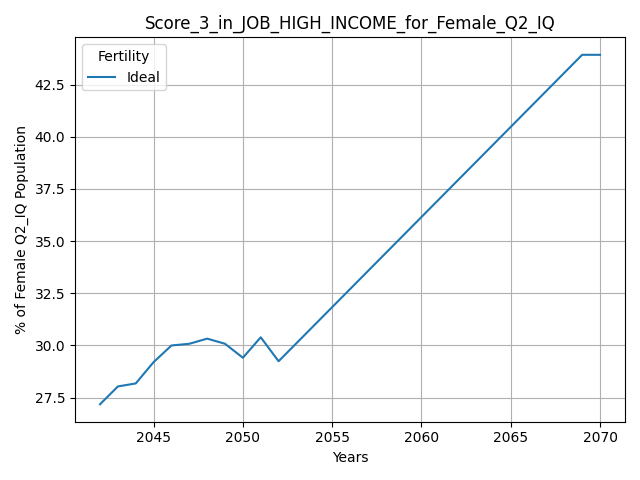 Score_3_in_JOB_HIGH_INCOME_for_Female_Q2_IQ
Fertility
Ideal
% of Female Q2_IQ Population
42.5
40.0
37.5
35.0
32.5
30.0
27.5
2045 2050 2055 2060 2065 2070
Years